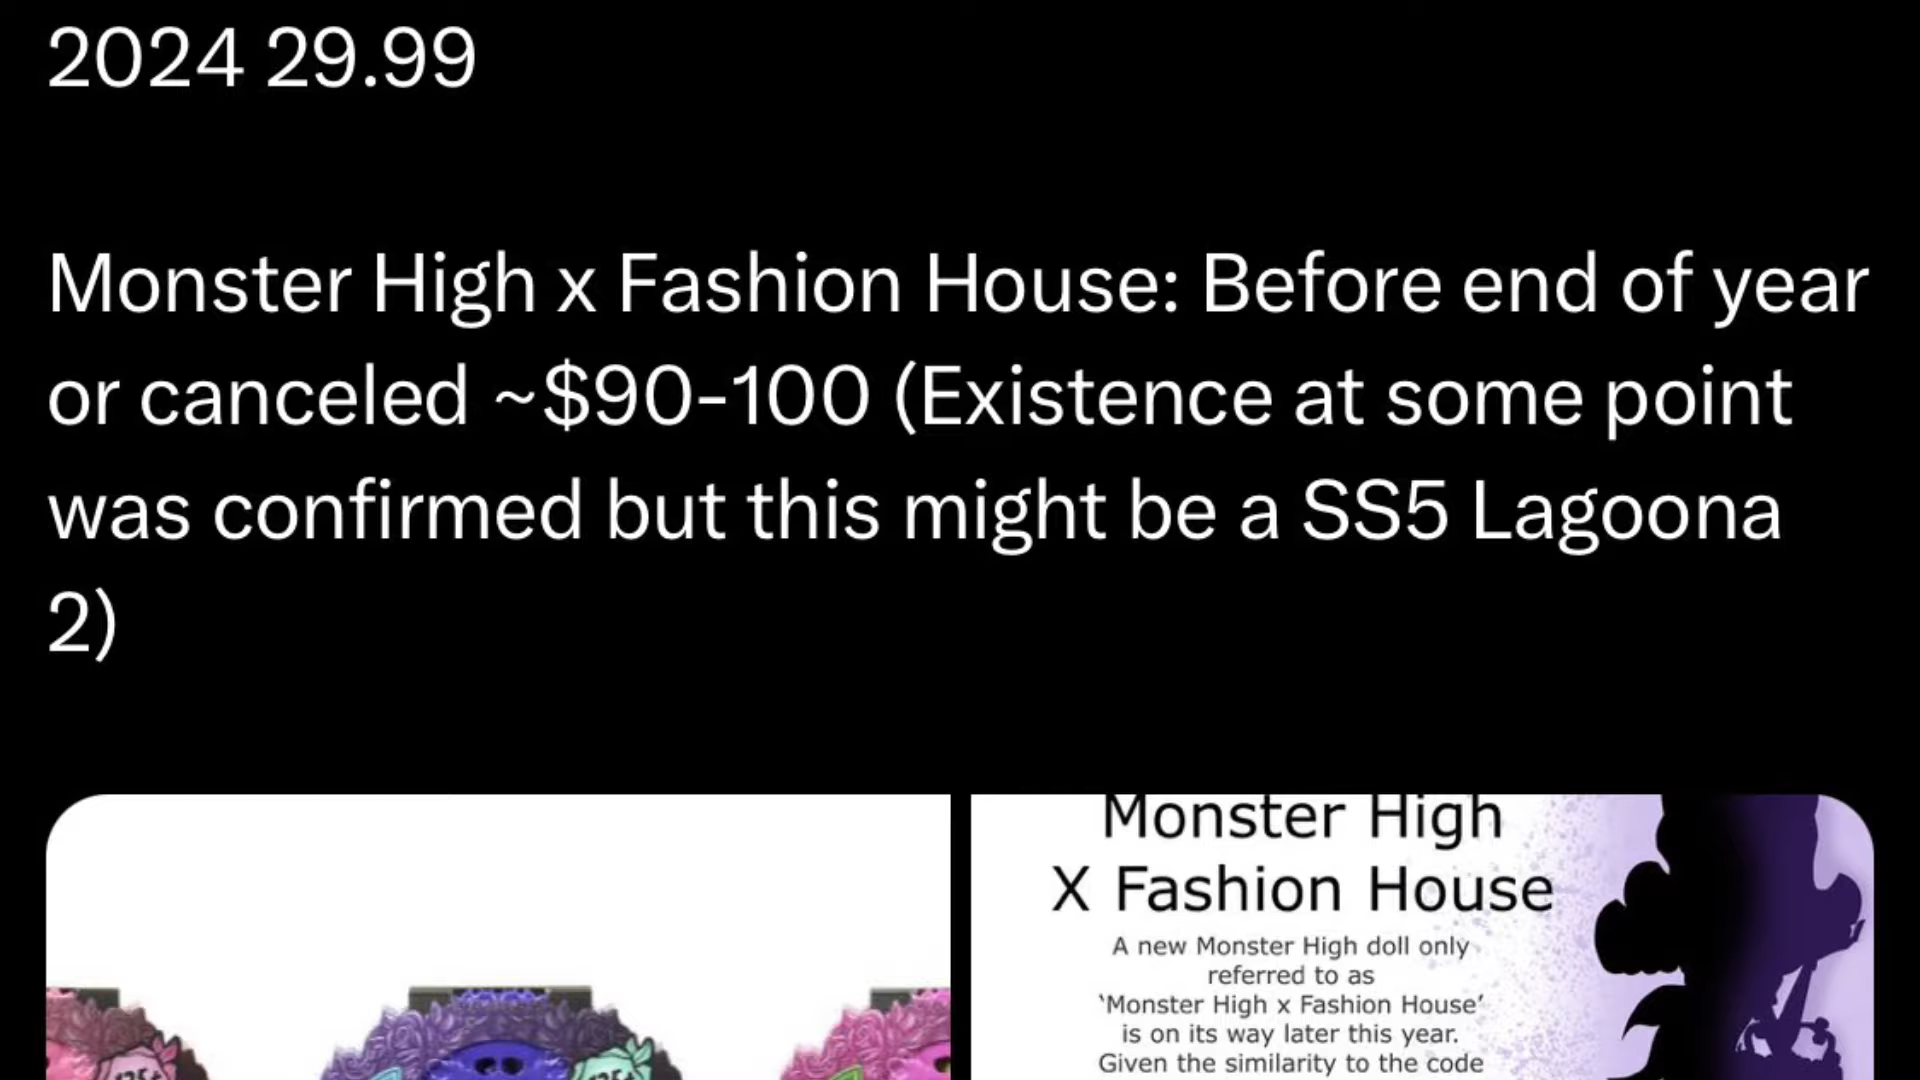 2024 29.99
Monster High x Fashion House: Before end of year
or canceled ~$90-100 (Existence at some point
was confirmed but this might be a SS5 Lagoona
2)
Monster High
X Fashion House
A new Monster High doll only
referred to as
‘Monster High x Fashion House’
is on its way later this year.
Given the similarity to the code